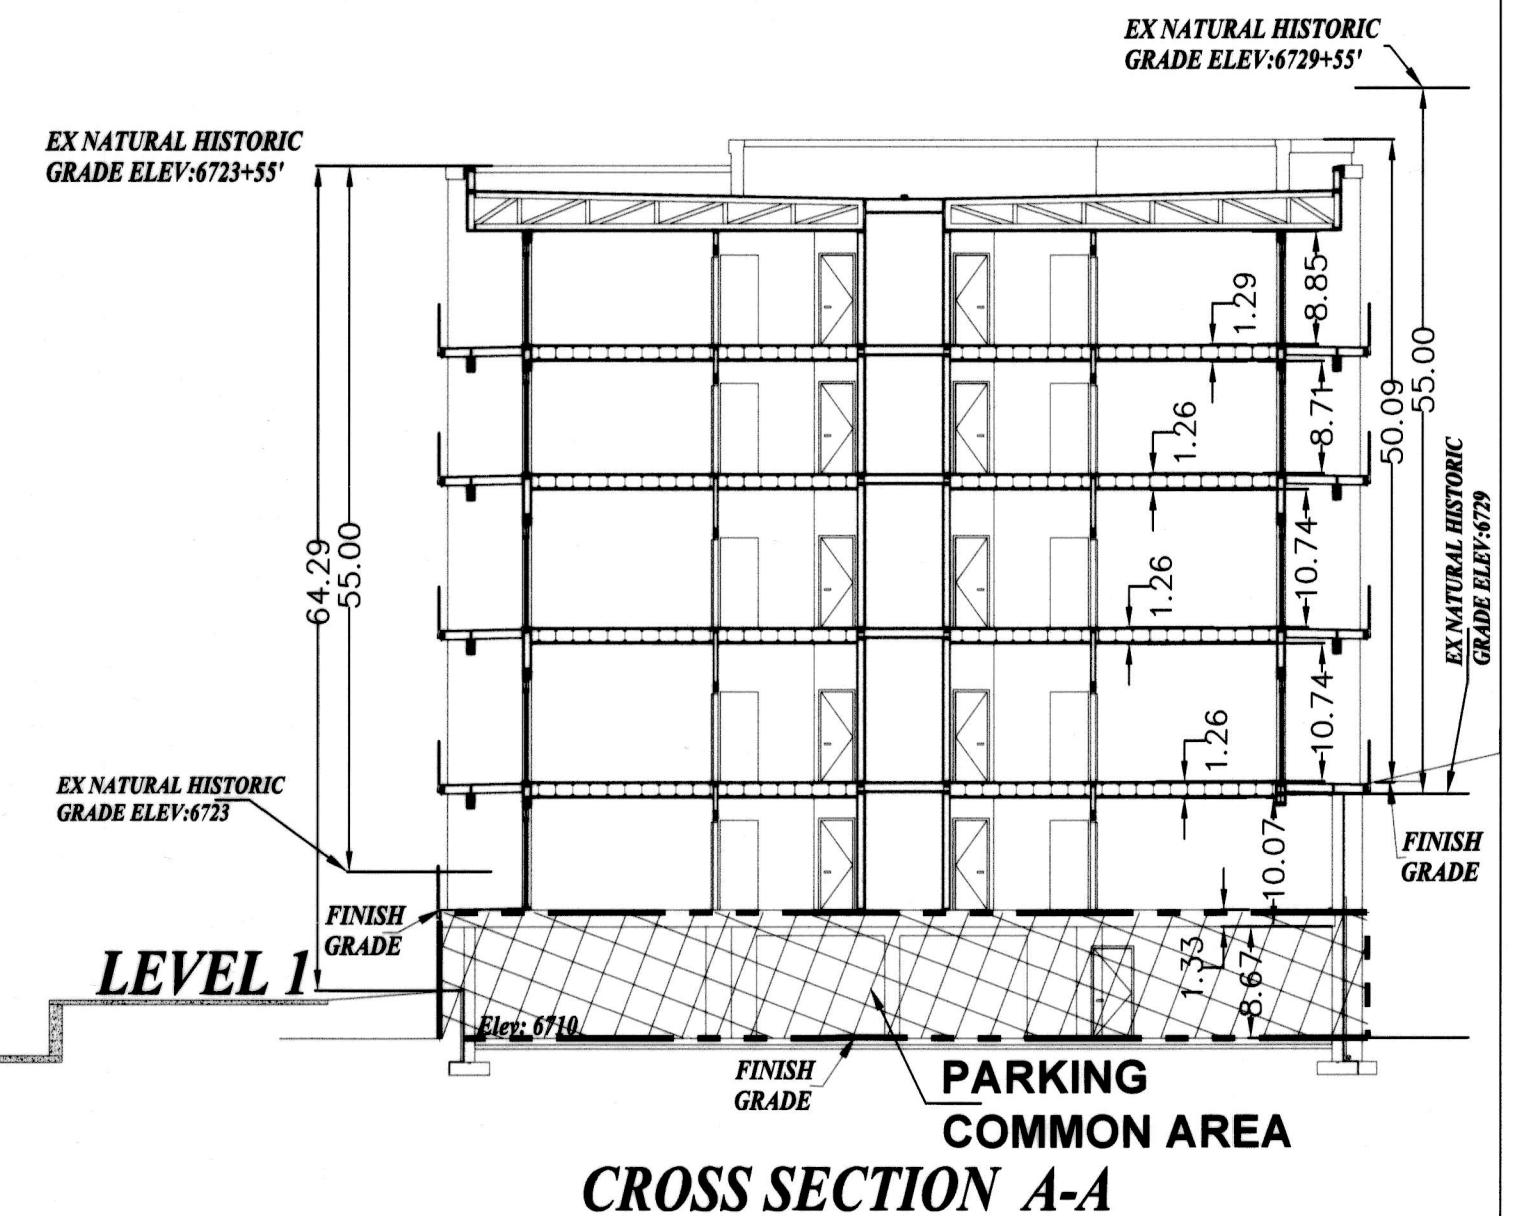 EX NATURAL HISTORIC
GRADE ELEV:6729+55'
EX NATURAL HISTORIC
GRADE ELEV:6723+55'
8.85
1.29
50.09
55.00
8.71
1.26
EX NATURAL HISTORIC
GRADE ELEV:6729
64.29
55.00
10.74
1.26
10.74
1.26
EX NATURAL HISTORIC
GRADE ELEV:6723
10.07
FINISH
GRADE
FINISH
GRADE
LEVEL 1
1.33
8.67
Elev: 6710
FINISH
GRADE
PARKING
COMMON AREA
CROSS SECTION A-A